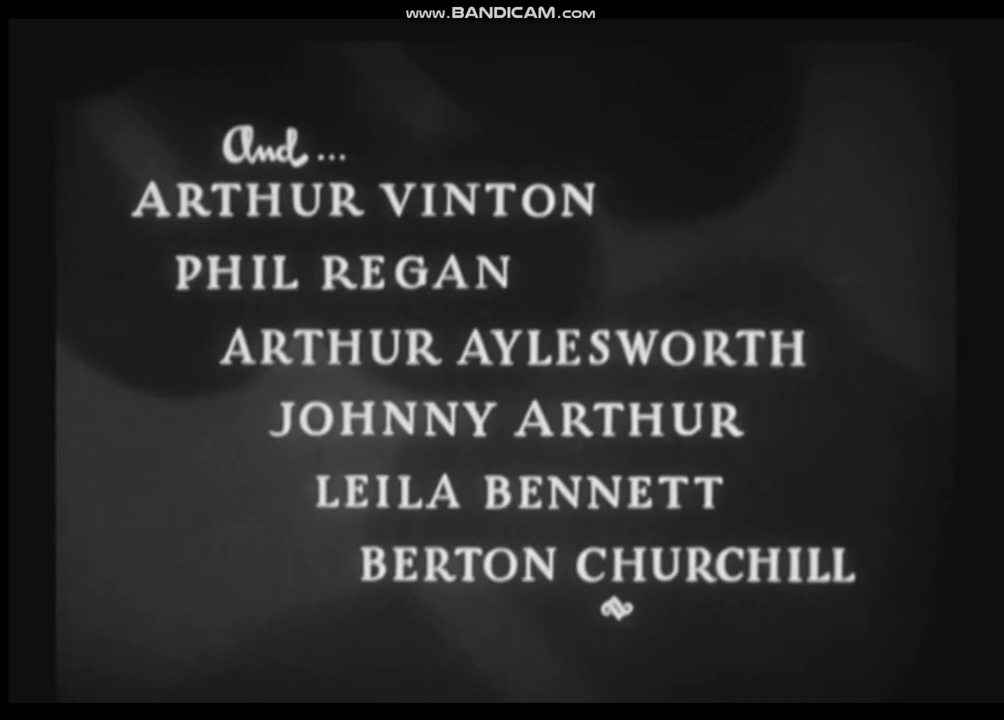 www.BANDICAM.com
And...
ARTHUR VINTON
PHIL REGAN
ARTHUR AYLESWORTH
JOHNNY ARTHUR
LEILA BENNETT
BERTON CHURCHILL